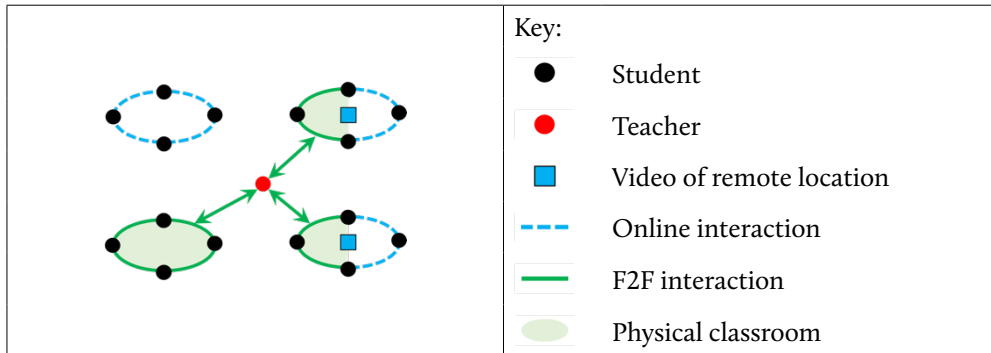 Key:
Student
Teacher
Video of remote location
Online interaction
F2F interaction
Physical classroom